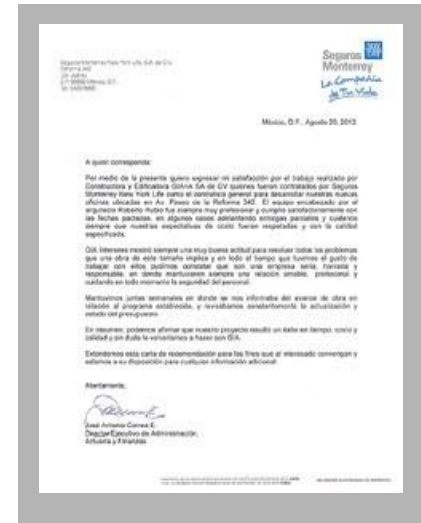 Seguros
Monterrey
La Compañía
de Tu Vida
México, D.F., Agosto 20, 2012.
A quien corresponda:
Por medio de la presente quiero expresar mi satisfacción por el trabajo realizado por
Constructora y Edificadora GIA+A SA de CV quienes fueron contratados por Seguros
Monterrey New York Life como el contratista general para desarrollar nuestras nuevas
oficinas ubicadas en Av. Paseo de la Reforma 342. El equipo encabezado por el
arquitecto Roberto Rubio fue siempre muy profesional y cumplió satisfactoriamente con
las fechas pactadas, en algunos casos adelantando entregas parciales y cuidando
siempre que nuestras expectativas de costo fueran respetadas y con la calidad
especificada.
GIA Interiores mostró siempre una muy buena actitud para resolver todos los problemas
que una obra de este tamaño implica y en todo el tiempo que tuvimos el gusto de
trabajar con ellos pudimos constatar que son una empresa seria, honrada y
responsable, en donde mantuvieron siempre una relación amable, profesional y
cuidando en todo momento la seguridad del personal.
Mantuvimos juntas semanales en donde se nos informaba del avance de obra en
relación al programa establecido, y revisábamos constantemente la actualización y
estado del presupuesto.
En resumen, podemos afirmar que nuestro proyecto resultó un éxito en tiempo, costo y
calidad y sin duda lo volveríamos a hacer con GIA.
Extendemos esta carta de recomendación para los fines que al interesado convengan y
estamos a su disposición para cualquier información adicional.
Atentamente,
José Antonio Correa E.
Director Ejecutivo de Administración,
Actuaría y Finanzas